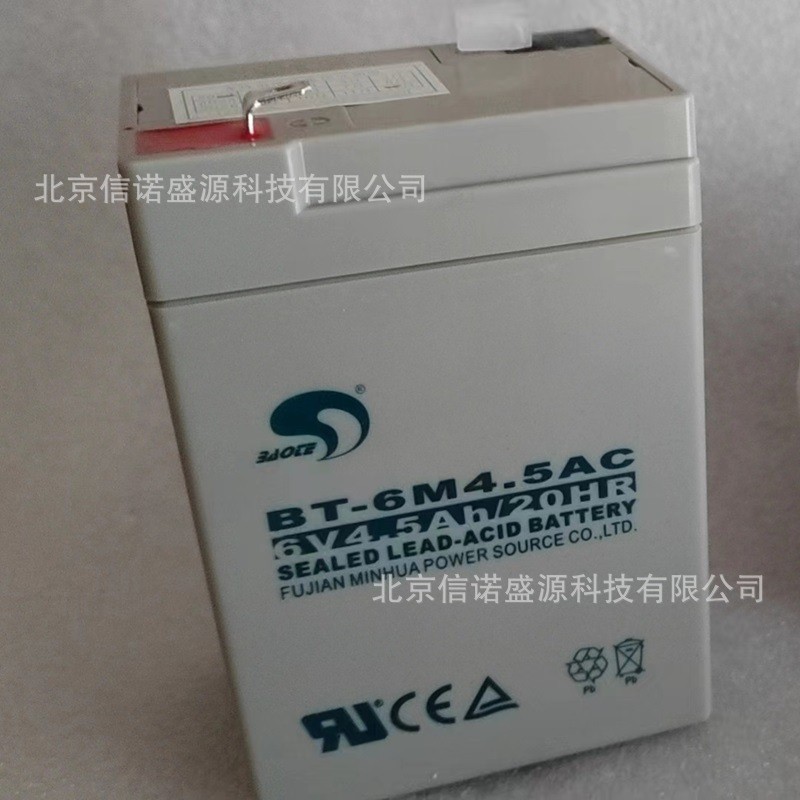 北京信诺盛源科技有限公司
®
BAOTE
BT-6M4.5AC
6V4.5Ah/20HR
SEALED LEAD-ACID BATTERY
FUJIAN MINHUA POWER SOURCE CO.,LTD.
北京信诺盛源科技有限公司
Pb Pb
CE